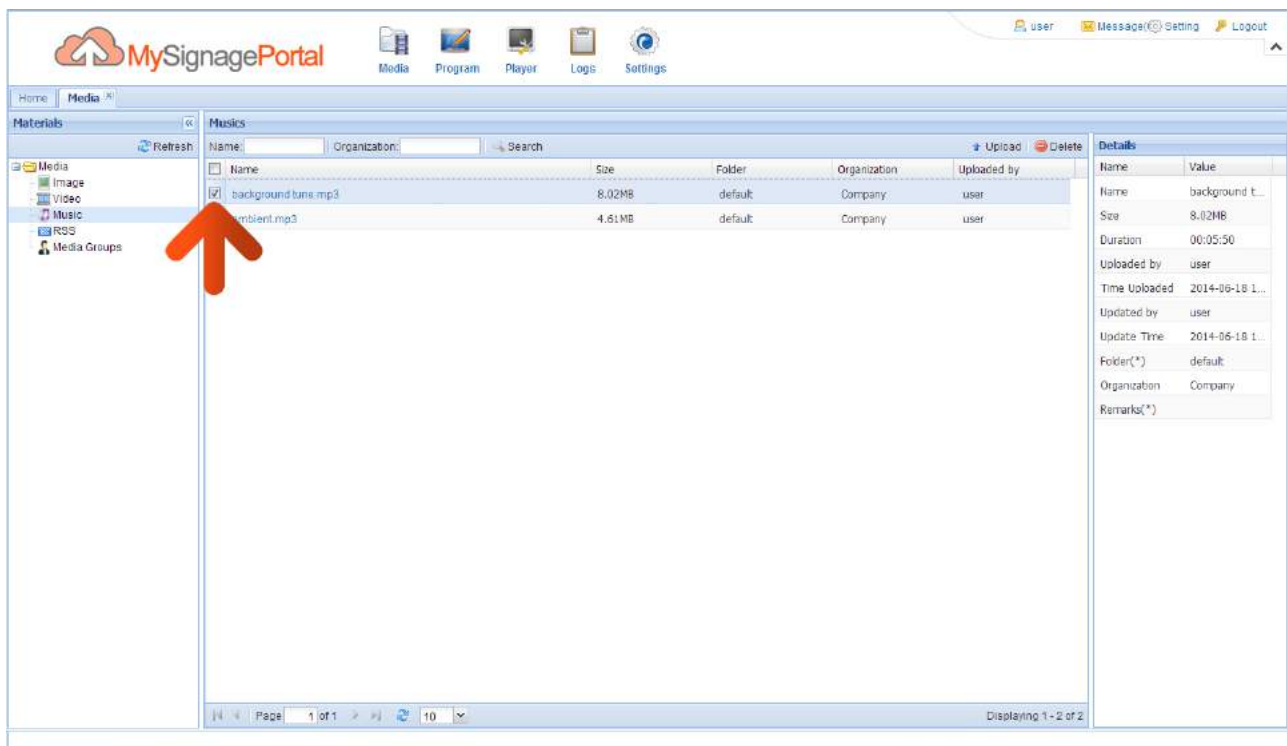 user Message(0) Setting Logout
MySignagePortal
Media Program Player Logs Settings
Home Media
Materials
Refresh
Media
Image
Video
Music
RSS
Media Groups
Musics
Name: Organization: Search Upload Delete
Name Size Folder Organization Uploaded by
background tune.mp3 8.02MB default Company user
ambient.mp3 4.61MB default Company user
Details
Name Value
Name background t...
Size 8.02MB
Duration 00:05:50
Uploaded by user
Time Uploaded 2014-06-18 1...
Updated by user
Update Time 2014-06-18 1...
Folder(*) default
Organization Company
Remarks(*)
Page 1 of 1 10 Displaying 1 - 2 of 2